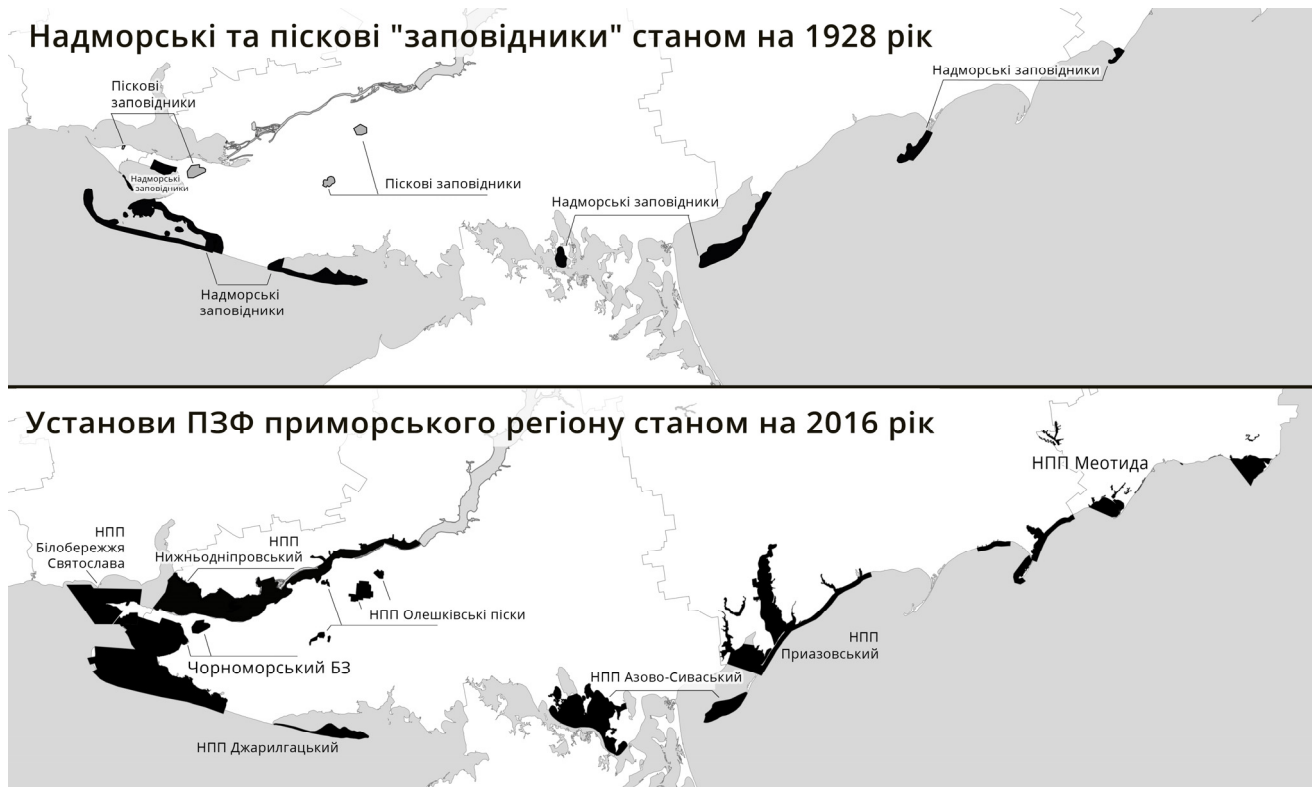 Надморські та піскові "заповідники" станом на 1928 рік
Надморські заповідники
Піскові
заповідники
Надморські
заповідники
Піскові заповідники
Надморські заповідники
Надморські
заповідники
Установи ПЗФ приморського регіону станом на 2016 рік
НПП Меотида
НПП
Білобережжя
Святослава
НПП
Нижньодніпровський
НПП Олешківські піски
Чорноморський БЗ
НПП
Приазовський
НПП Азово-Сиваський
НПП Джарилгацький